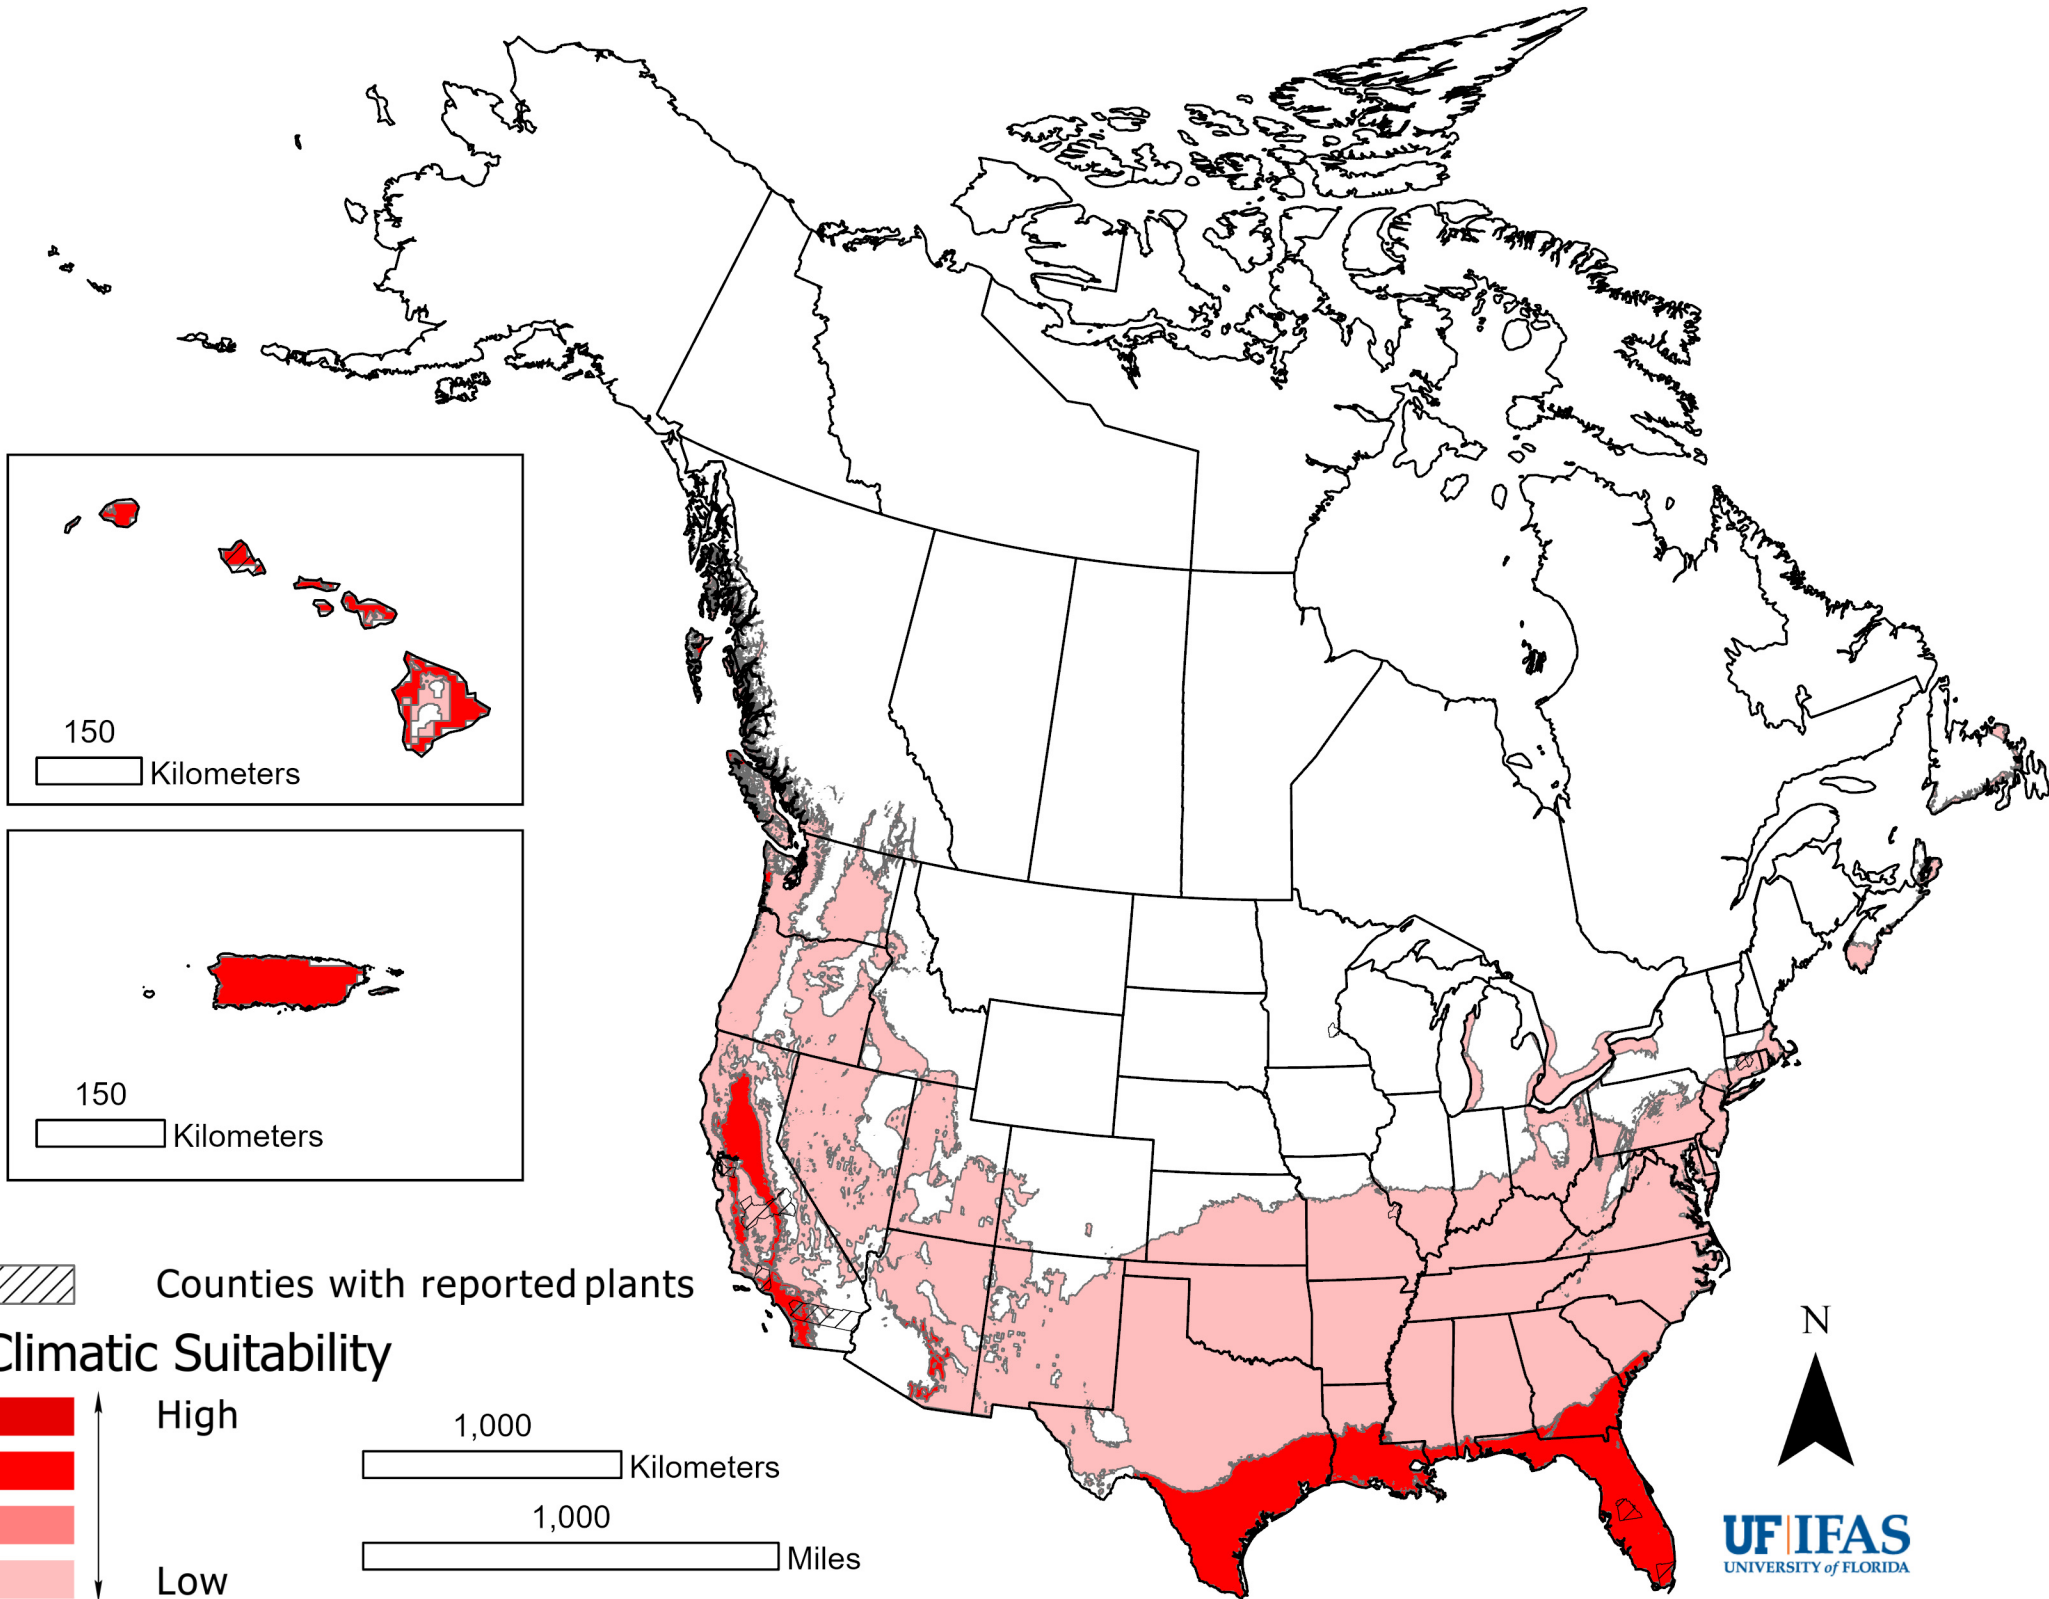 150
Kilometers
150
Kilometers
Counties with reported plants
Climatic Suitability
High
Low
1,000
Kilometers
1,000
Miles
N
UF|IFAS
UNIVERSITY of FLORIDA